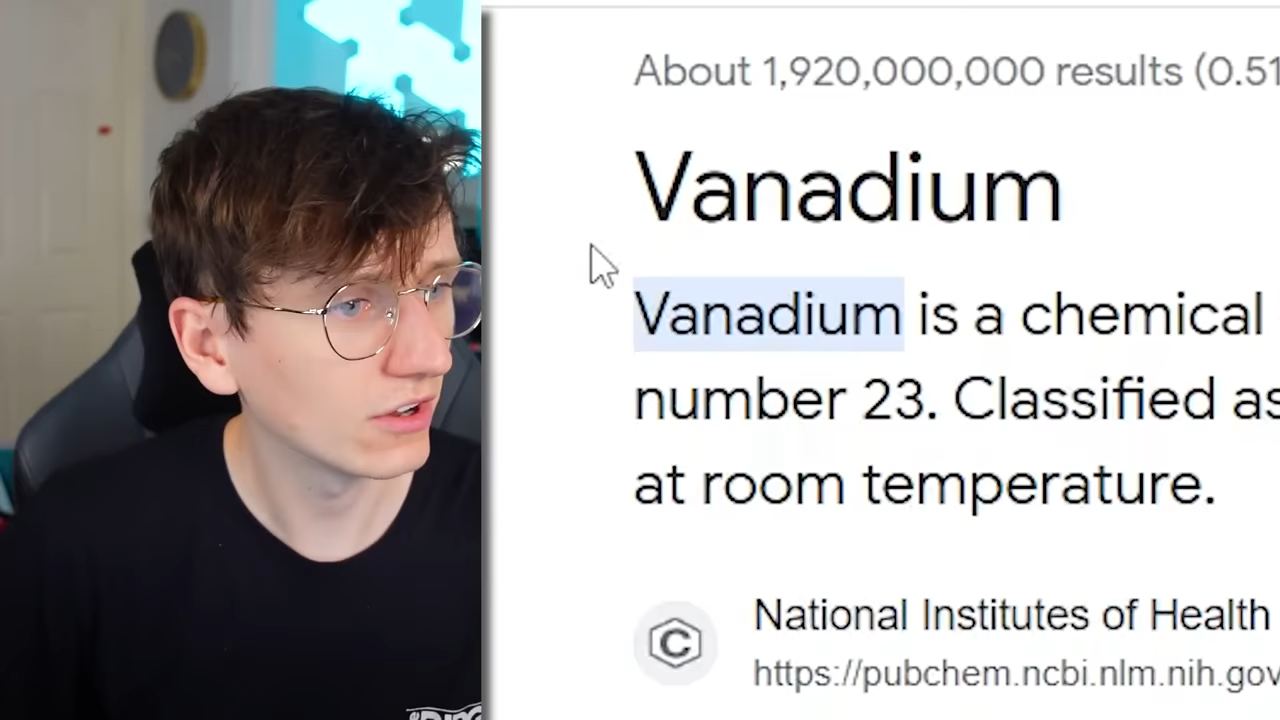 About 1,920,000,000 results (0.51
Vanadium
Vanadium is a chemical
number 23. Classified as
at room temperature.
National Institutes of Health
https://pubchem.ncbi.nlm.nih.gov
C